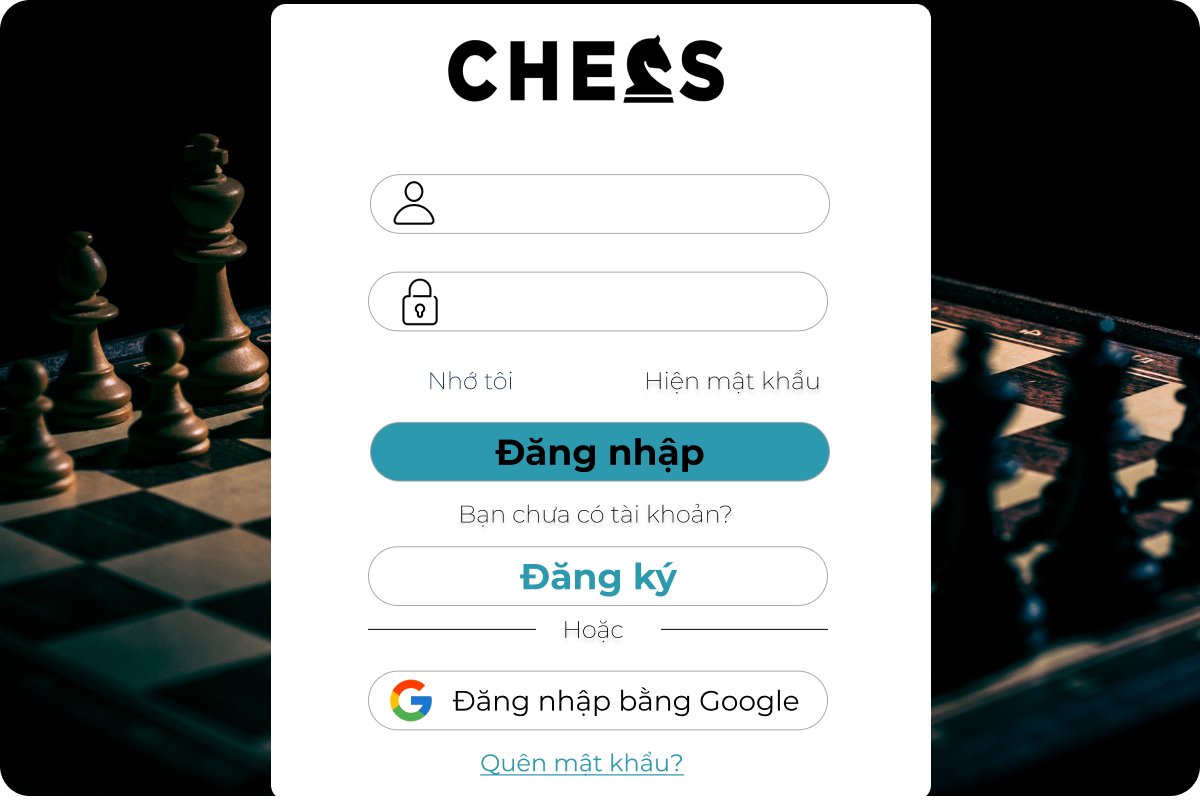 CHESS
Nhớ tôi
Hiện mật khẩu
Đăng nhập
Bạn chưa có tài khoản?
Đăng ký
Hoặc
Đăng nhập bằng Google
Quên mật khẩu?